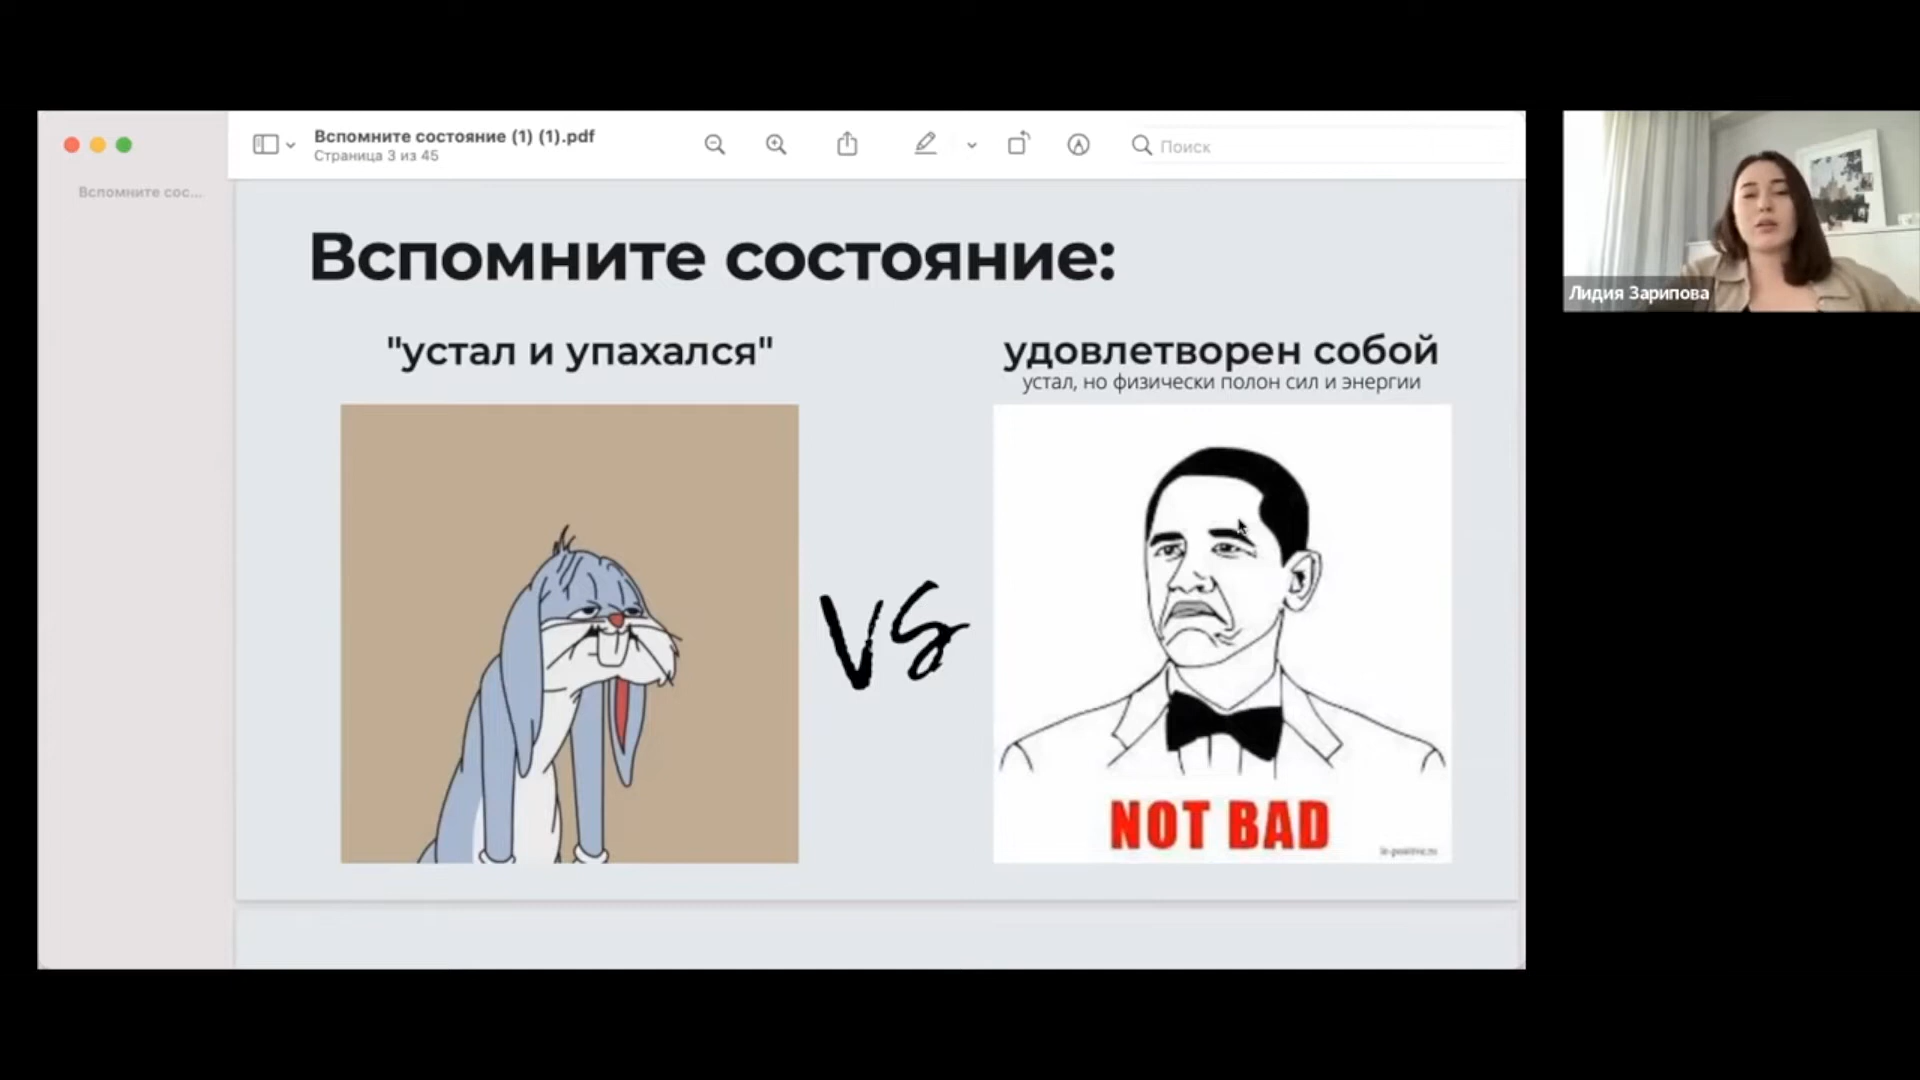 Вспомните состояние (1) (1).pdf
Страница 3 из 45
Поиск
Вспомните сос...
Вспомните состояние:
"устал и упахался"
удовлетворен собой
устал, но физически полон сил и энергии
VS
NOT BAD
Лидия Зарипова